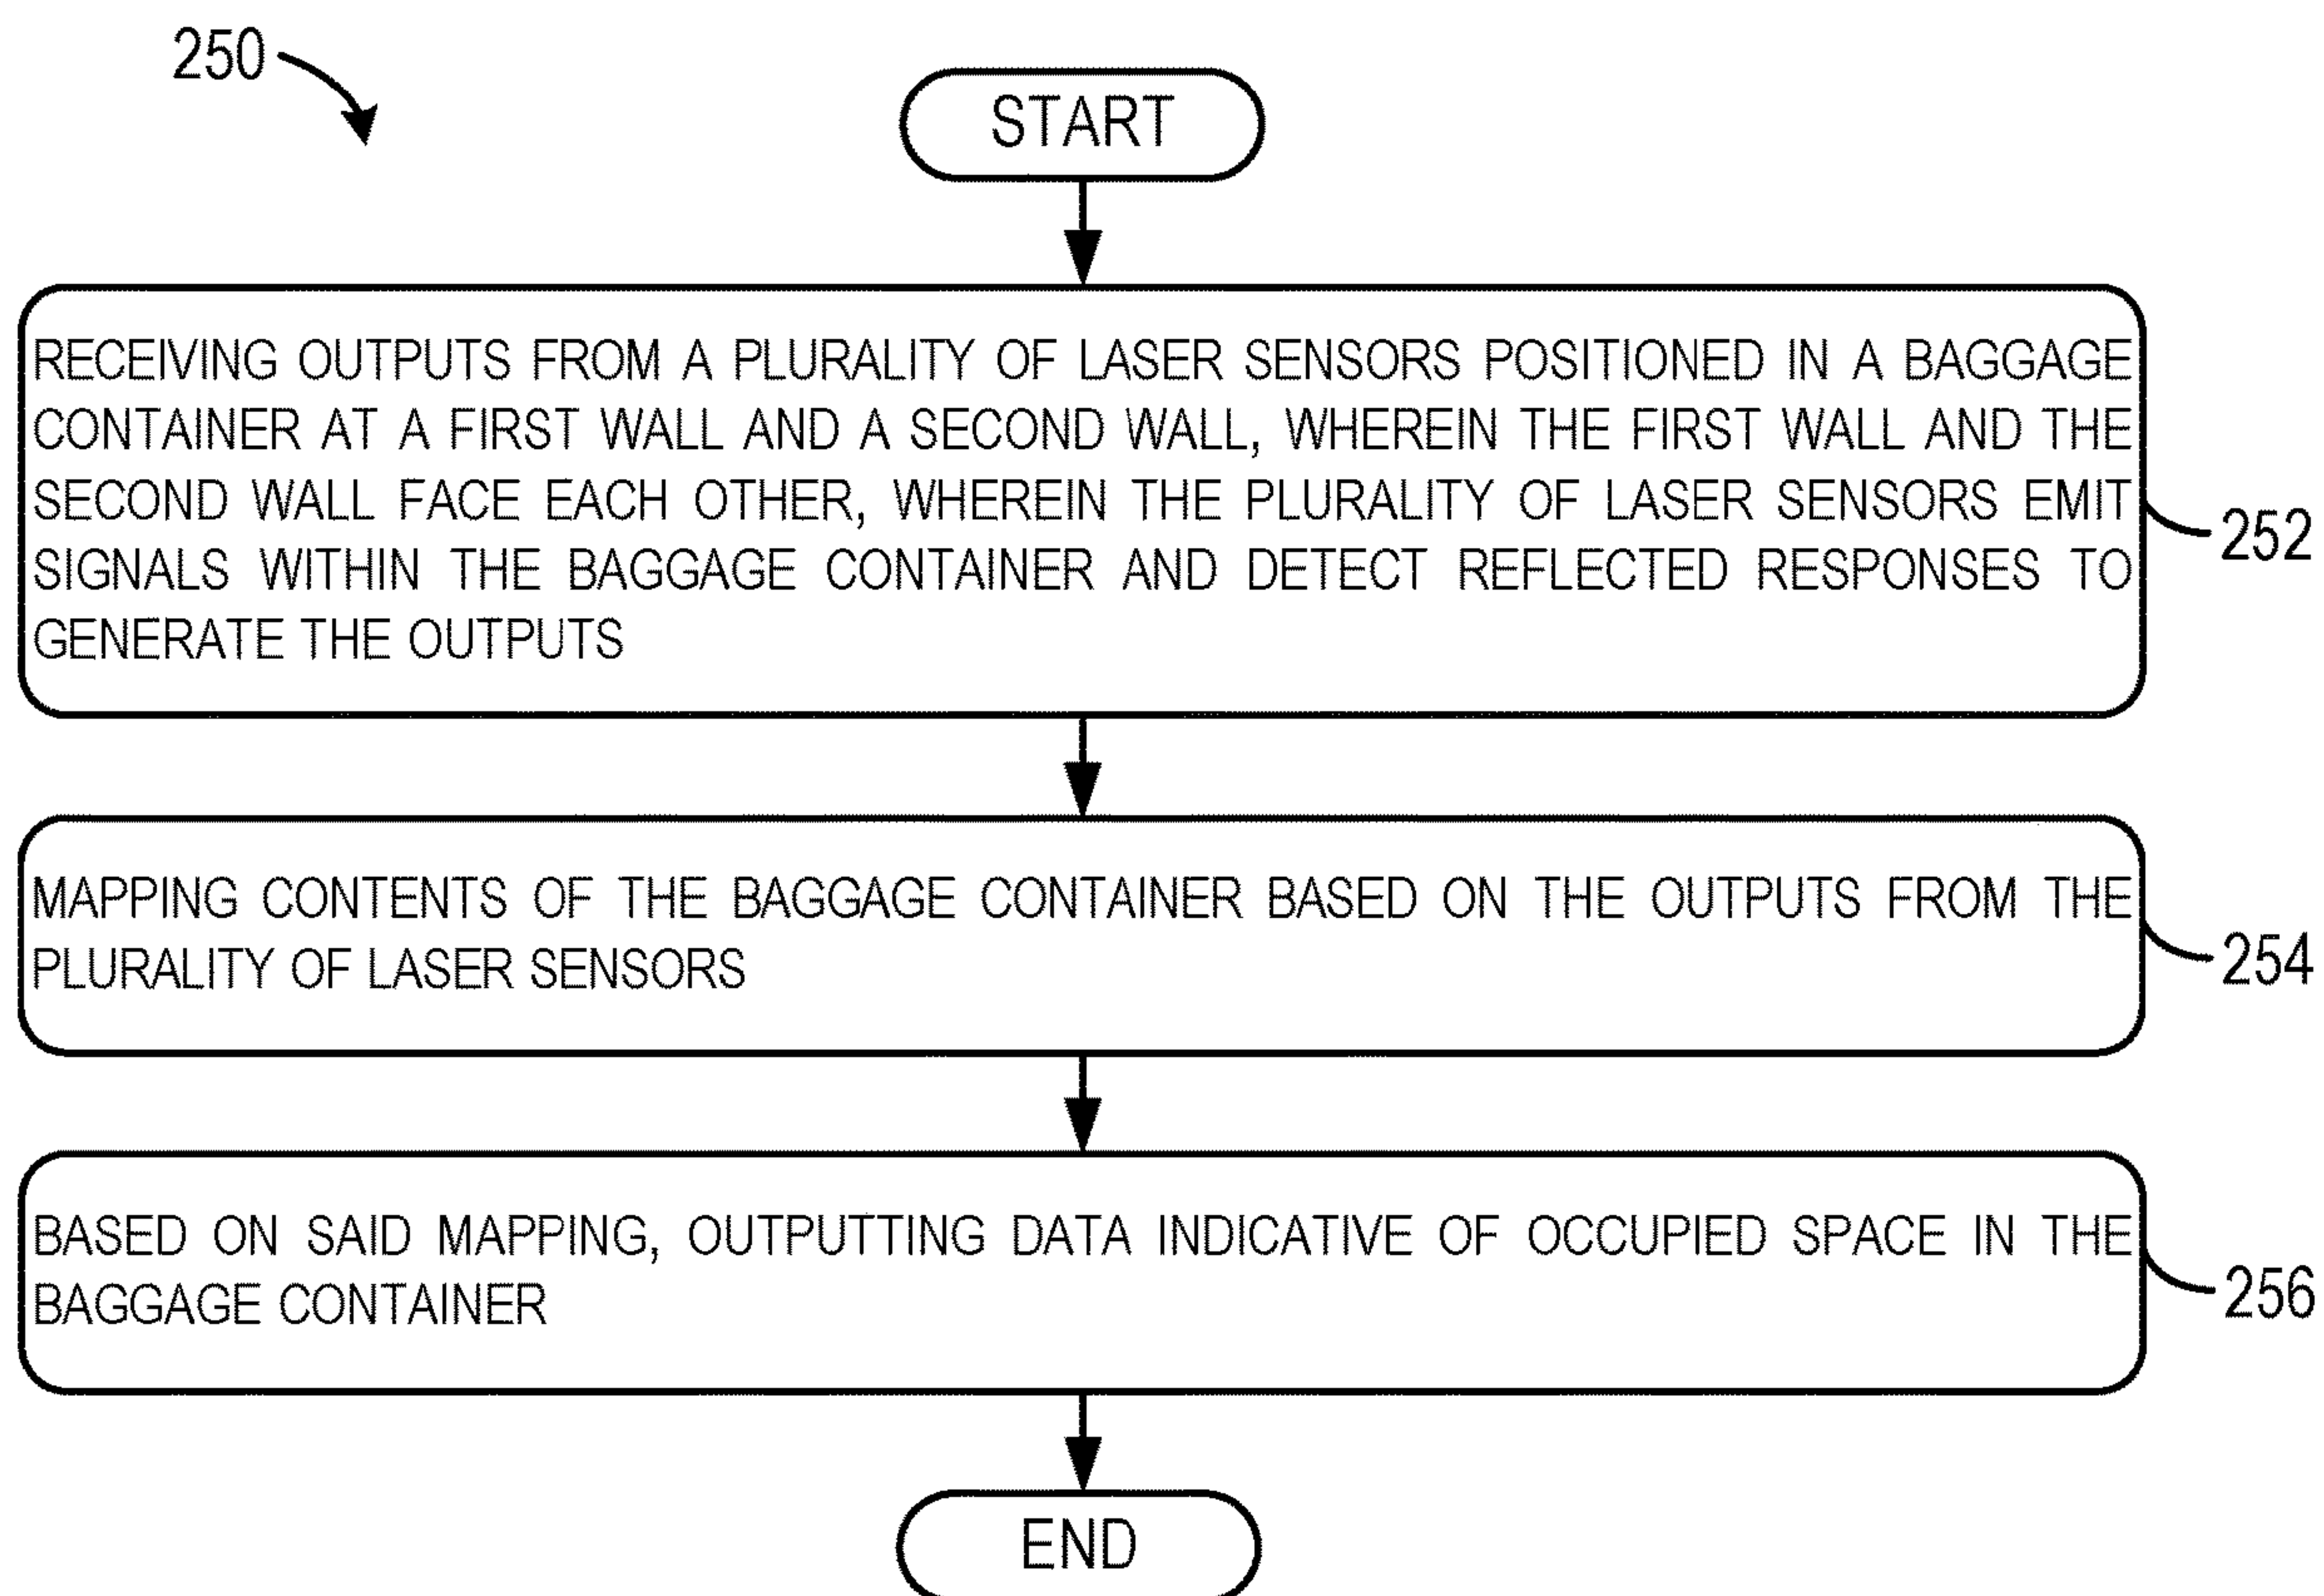 250
START
RECEIVING OUTPUTS FROM A PLURALITY OF LASER SENSORS POSITIONED IN A BAGGAGE
CONTAINER AT A FIRST WALL AND A SECOND WALL, WHEREIN THE FIRST WALL AND THE
SECOND WALL FACE EACH OTHER, WHEREIN THE PLURALITY OF LASER SENSORS EMIT
SIGNALS WITHIN THE BAGGAGE CONTAINER AND DETECT REFLECTED RESPONSES TO
GENERATE THE OUTPUTS
252
MAPPING CONTENTS OF THE BAGGAGE CONTAINER BASED ON THE OUTPUTS FROM THE
PLURALITY OF LASER SENSORS
254
BASED ON SAID MAPPING, OUTPUTTING DATA INDICATIVE OF OCCUPIED SPACE IN THE
BAGGAGE CONTAINER
256
END